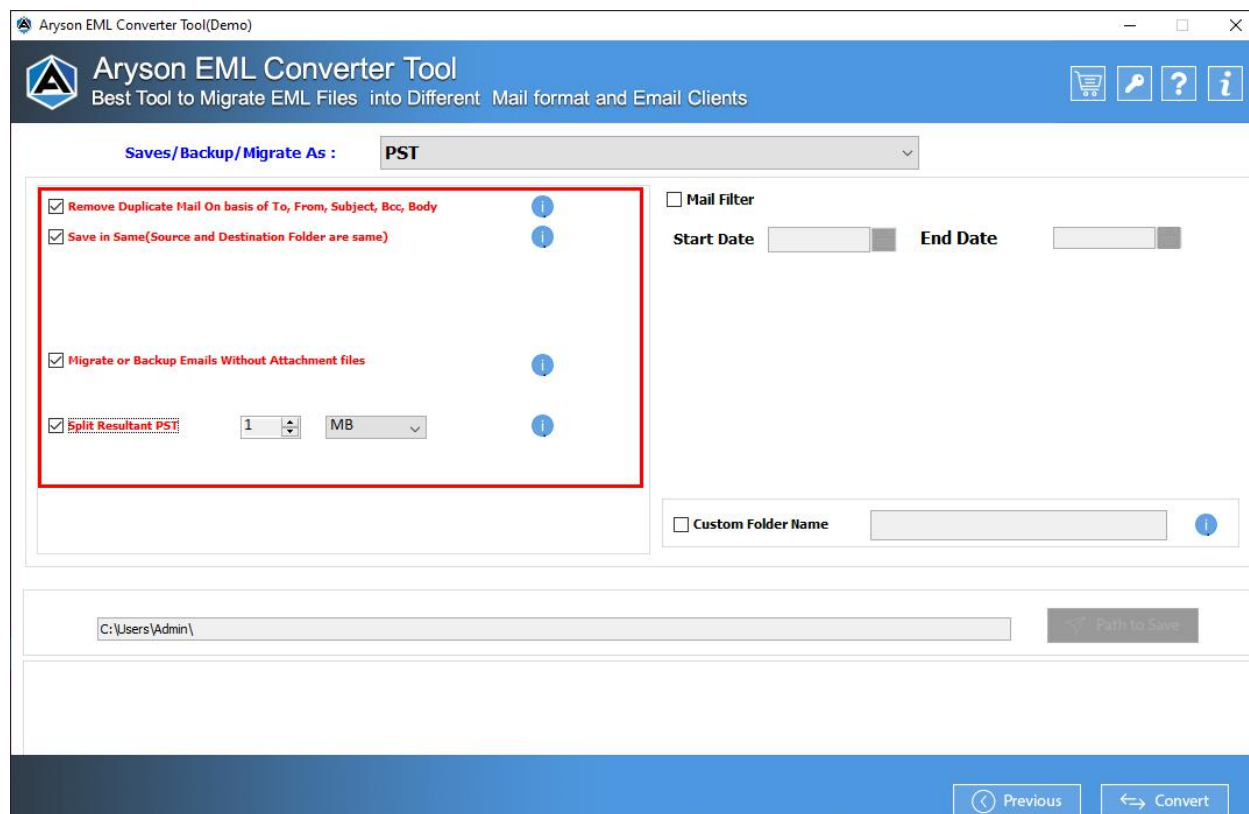 Aryson EML Converter Tool(Demo)
Aryson EML Converter Tool
Best Tool to Migrate EML Files into Different Mail format and Email Clients
Saves/Backup/Migrate As : PST
Remove Duplicate Mail On basis of To, From, Subject, Bcc, Body
Save in Same(Source and Destination Folder are same)
Migrate or Backup Emails Without Attachment files
Split Resultant PST 1 MB
Mail Filter
Start Date End Date
Custom Folder Name
C:\Users\Admin\ Path to Save
Previous Convert